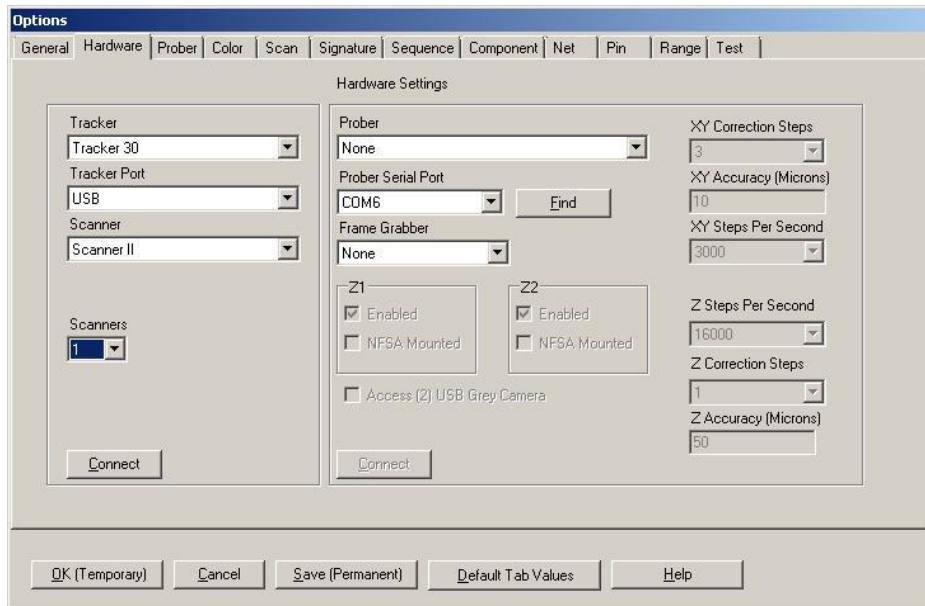 Options
General Hardware Prober Color Scan Signature Sequence Component Net Pin Range Test
Hardware Settings
Tracker
Tracker 30
Tracker Port
USB
Scanner
Scanner II
Scanners
1
Connect
Prober
None
Prober Serial Port
COM6 Find
Frame Grabber
None
Z1
Enabled
NFSA Mounted
Z2
Enabled
NFSA Mounted
Access (2) USB Grey Camera
Connect
XY Correction Steps
3
XY Accuracy (Microns)
10
XY Steps Per Second
3000
Z Steps Per Second
16000
Z Correction Steps
1
Z Accuracy (Microns)
50
OK (Temporary) Cancel Save (Permanent) Default Tab Values Help